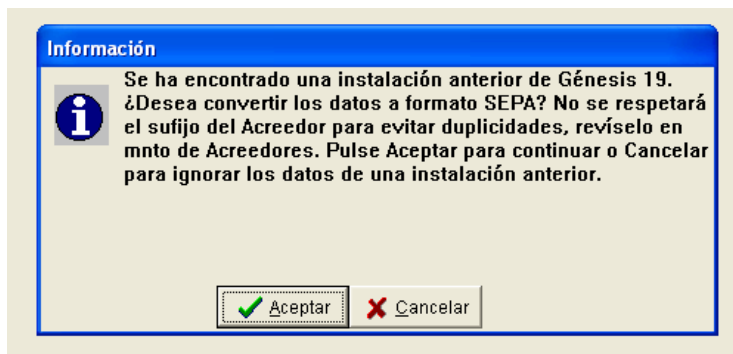 Información
Se ha encontrado una instalación anterior de Génesis 19.
¿Desea convertir los datos a formato SEPA? No se respetará
el sufijo del Acreedor para evitar duplicidades, revíselo en
mnto de Acreedores. Pulse Aceptar para continuar o Cancelar
para ignorar los datos de una instalación anterior.
Aceptar
Cancelar